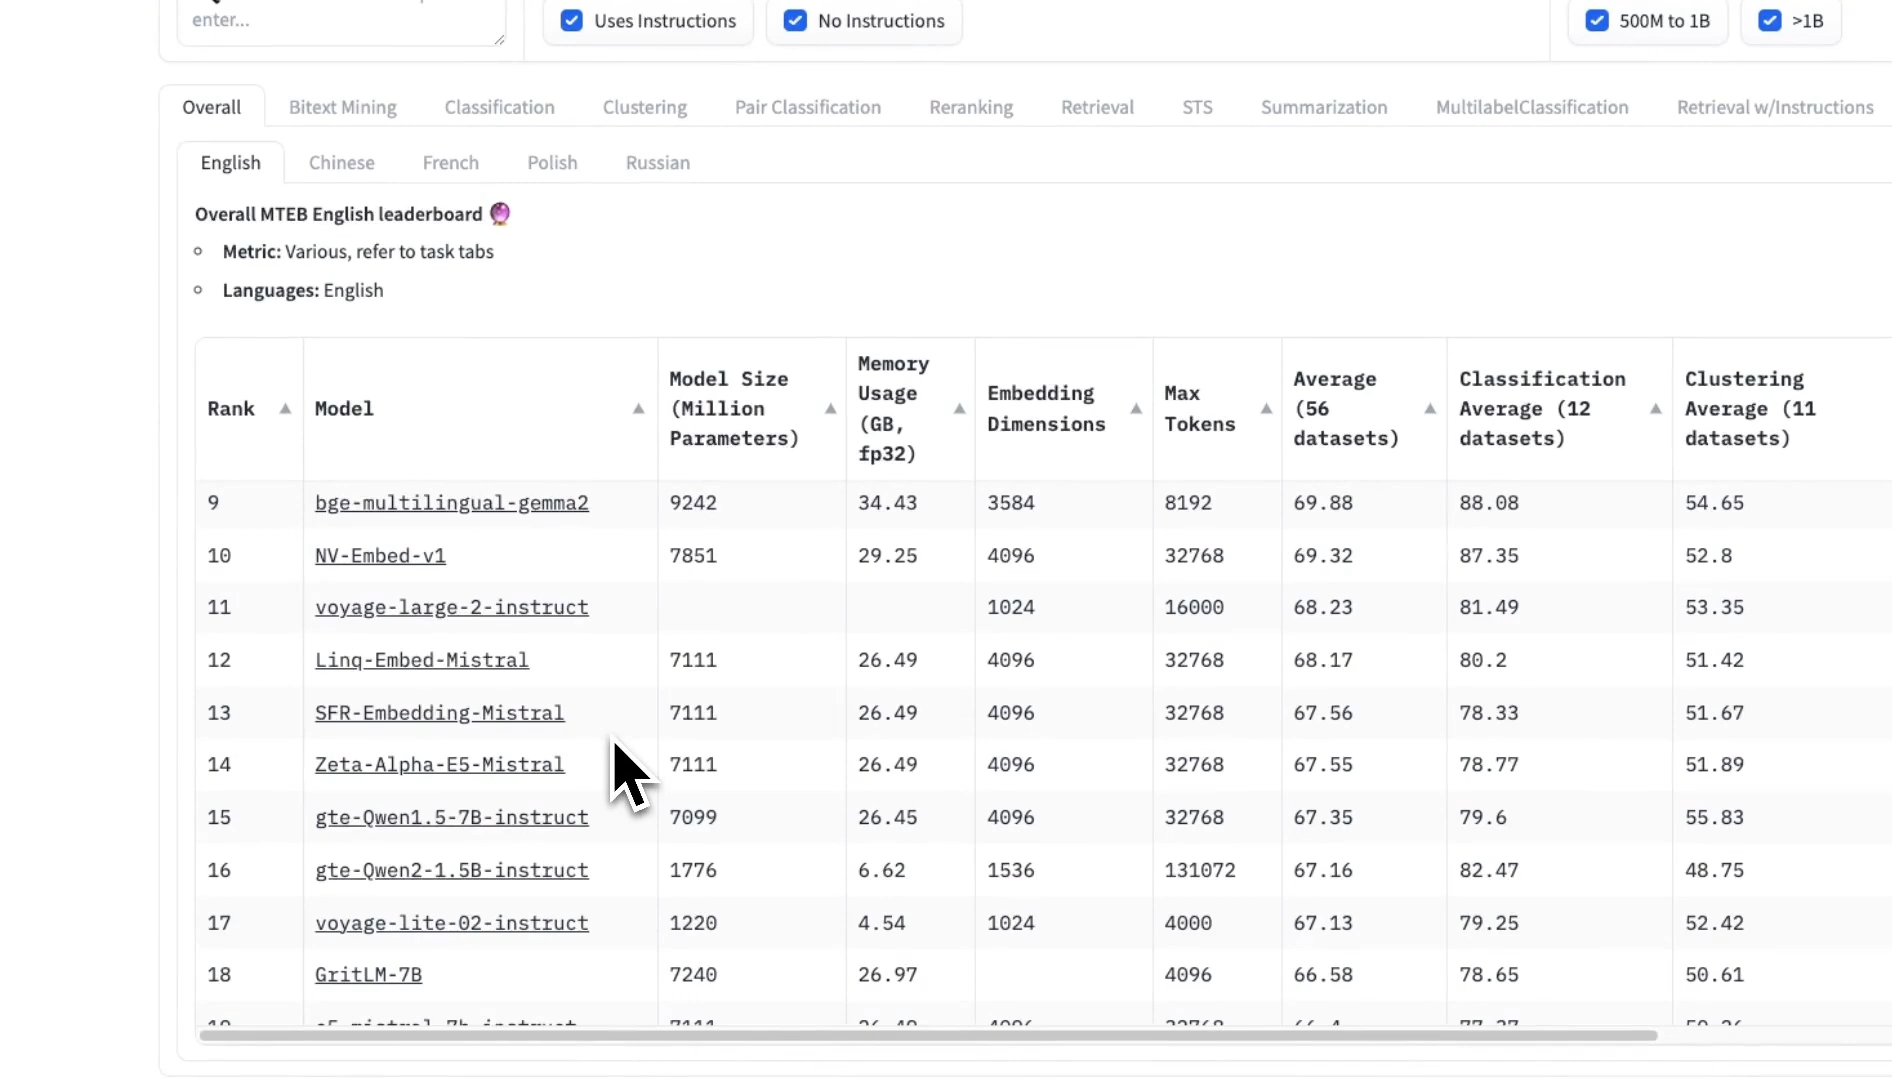 enter...
Uses Instructions
No Instructions
500M to 1B
>1B
Overall Bitext Mining Classification Clustering Pair Classification Reranking Retrieval STS Summarization MultilabelClassification Retrieval w/Instructions
English Chinese French Polish Russian
Overall MTEB English leaderboard 🔮
Metric: Various, refer to task tabs
Languages: English
Rank
Model
Model Size
(Million
Parameters)
Memory
Usage
(GB,
fp32)
Embedding
Dimensions
Max
Tokens
Average
(56
datasets)
Classification
Average (12
datasets)
Clustering
Average (11
datasets)
9 bge-multilingual-gemma2 9242 34.43 3584 8192 69.88 88.08 54.65
10 NV-Embed-v1 7851 29.25 4096 32768 69.32 87.35 52.8
11 voyage-large-2-instruct 1024 16000 68.23 81.49 53.35
12 Linq-Embed-Mistral 7111 26.49 4096 32768 68.17 80.2 51.42
13 SFR-Embedding-Mistral 7111 26.49 4096 32768 67.56 78.33 51.67
14 Zeta-Alpha-E5-Mistral 7111 26.49 4096 32768 67.55 78.77 51.89
15 gte-Qwen1.5-7B-instruct 7099 26.45 4096 32768 67.35 79.6 55.83
16 gte-Qwen2-1.5B-instruct 1776 6.62 1536 131072 67.16 82.47 48.75
17 voyage-lite-02-instruct 1220 4.54 1024 4000 67.13 79.25 52.42
18 GritLM-7B 7240 26.97 4096 66.58 78.65 50.61